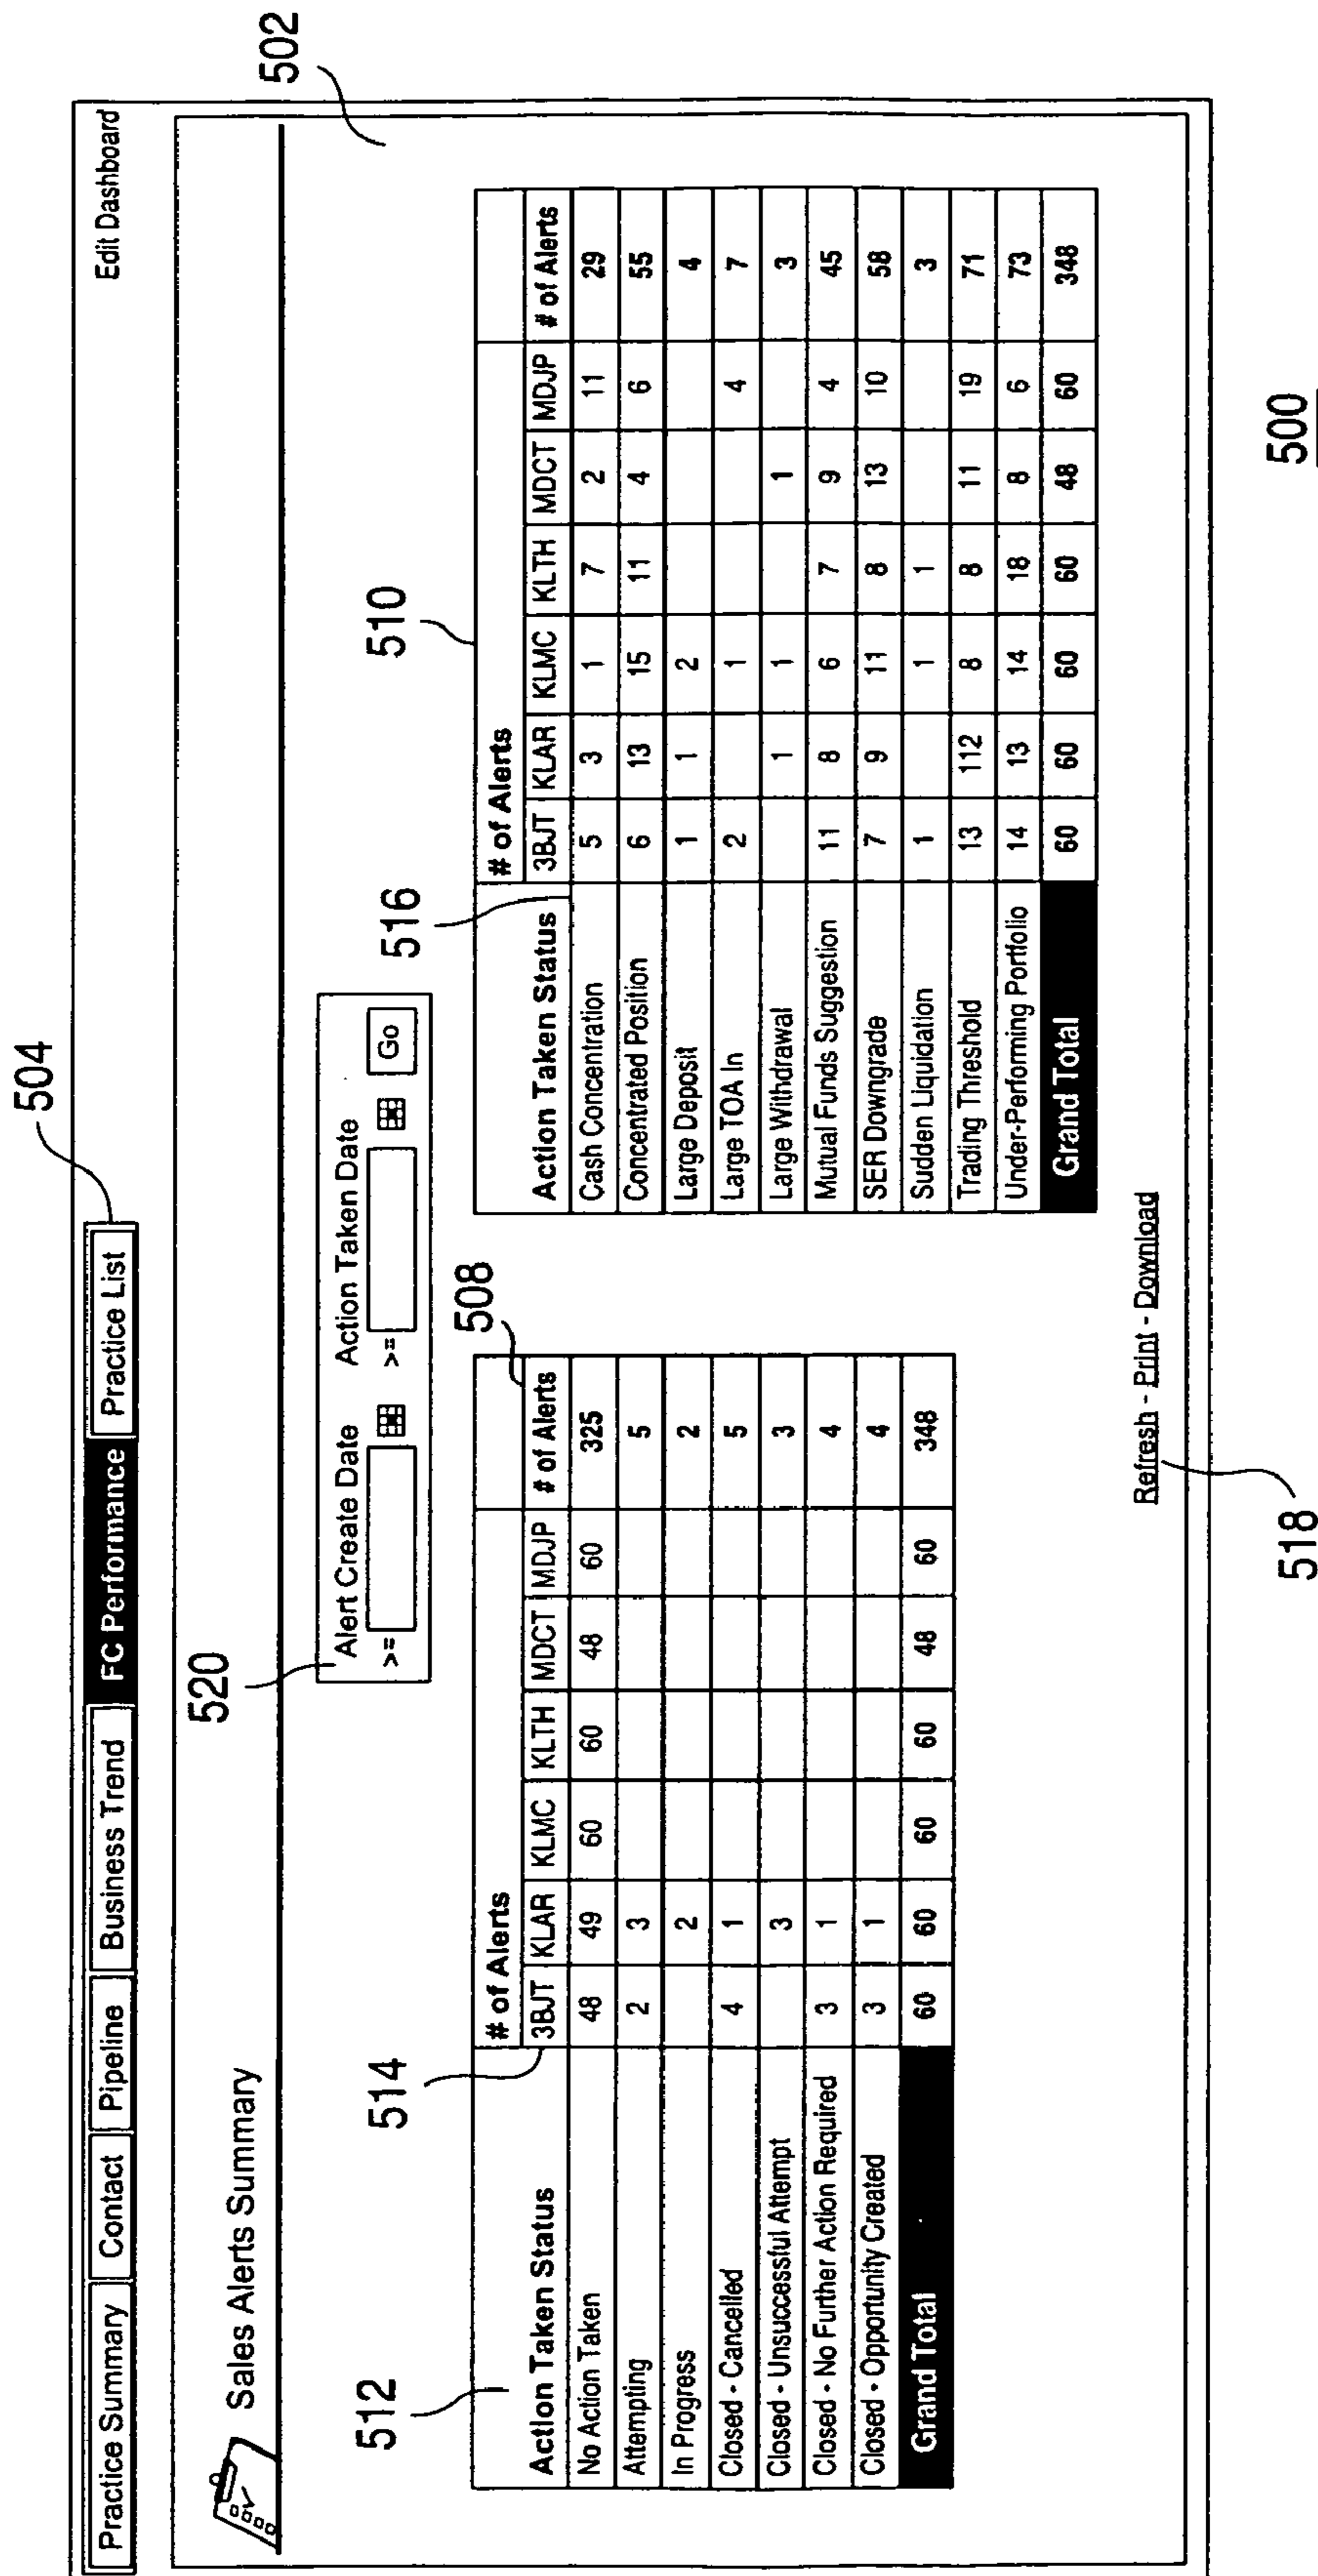 502
504
Practice Summary Contact Pipeline Business Trend FC Performance Practice List Edit Dashboard
Sales Alerts Summary
520
Alert Create Date Action Taken Date
>= >= Go
512 514 508
# of Alerts
Action Taken Status 3BJT KLAR KLMC KLTH MDCT MDJP # of Alerts
No Action Taken 48 49 60 60 48 60 325
Attempting 2 3 5
In Progress 2 2
Closed - Cancelled 4 1 5
Closed - Unsuccessful Attempt 3 3
Closed - No Further Action Required 3 1 4
Closed - Opportunity Created 3 1 4
Grand Total 60 60 60 60 48 60 348
516 510
# of Alerts
Action Taken Status 3BJT KLAR KLMC KLTH MDCT MDJP # of Alerts
Cash Concentration 5 3 1 7 2 11 29
Concentrated Position 6 13 15 11 4 6 55
Large Deposit 1 1 2 4
Large TOA In 2 1 4 7
Large Withdrawal 1 1 1 3
Mutual Funds Suggestion 11 8 6 7 9 4 45
SER Downgrade 7 9 11 8 13 10 58
Sudden Liquidation 1 1 1 3
Trading Threshold 13 112 8 8 11 19 71
Under-Performing Portfolio 14 13 14 18 8 6 73
Grand Total 60 60 60 60 48 60 348
Refresh - Print - Download
518
500